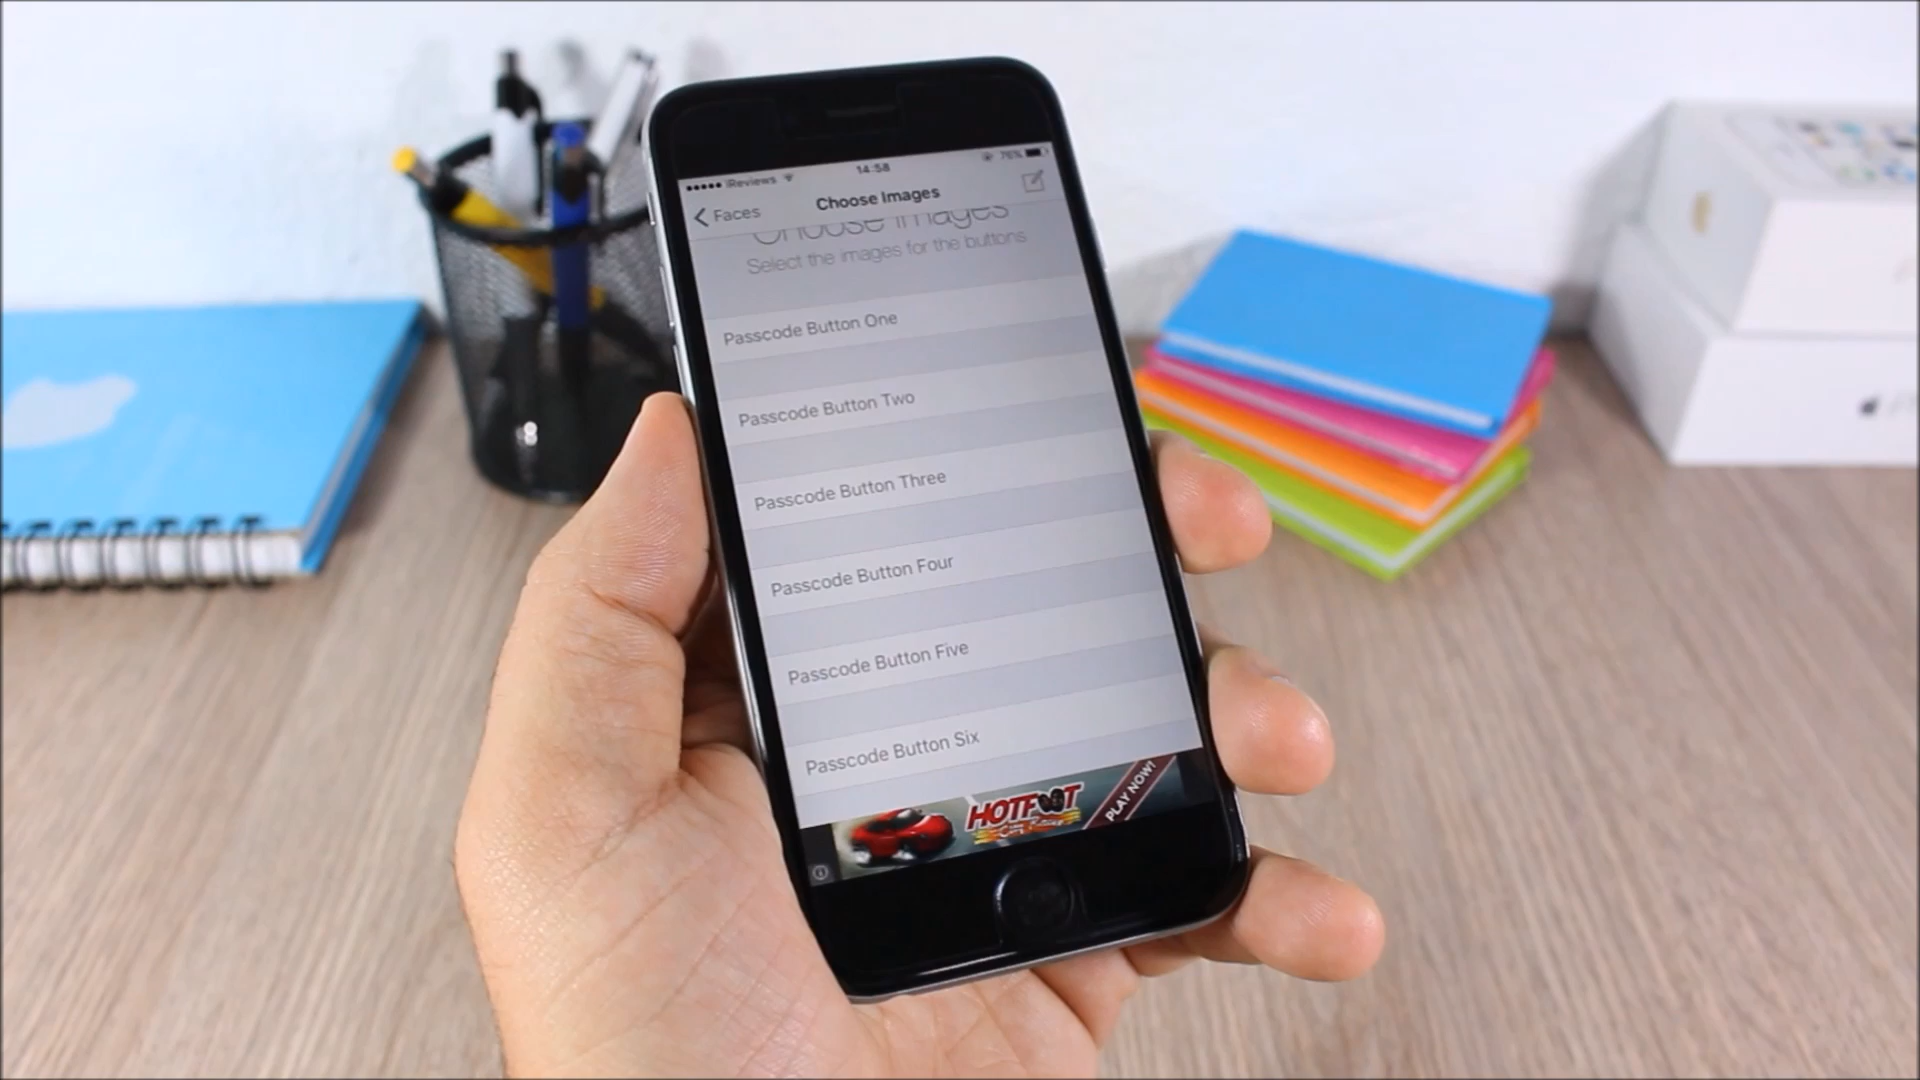 iReviews 14:58 76%
Faces Choose Images
Choose Images
Select the images for the buttons
Passcode Button One
Passcode Button Two
Passcode Button Three
Passcode Button Four
Passcode Button Five
Passcode Button Six
HOTFOOT
PLAY NOW!